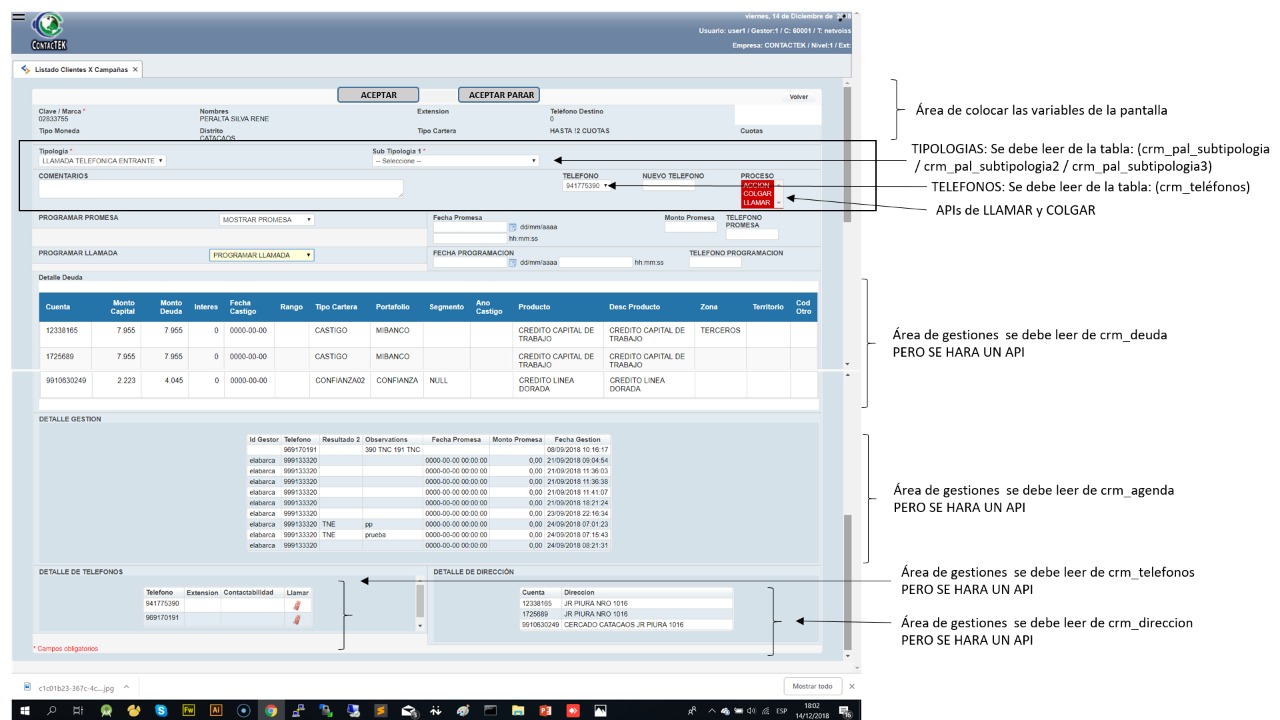 viernes, 14 de Diciembre de 2018
Usuario: user1 / Gestor:1 / C: 60001 / T: netvoiss
Empresa: CONTACTEK / Nivel:1 / Ext:
CONTACTEK
Listado Clientes X Campañas ×
ACEPTAR ACEPTAR PARAR Volver
Clave / Marca * Nombres Extension Teléfono Destino
02833755 PERALTA SILVA RENE 0
Tipo Moneda Distrito Tipo Cartera HASTA !2 CUOTAS Cuotas
CATACAOS
Área de colocar las variables de la pantalla
Tipologia * Sub Tipologia 1 *
LLAMADA TELEFONICA ENTRANTE -- Seleccione --
TIPOLOGIAS: Se debe leer de la tabla: (crm_pal_subtipologia
/ crm_pal_subtipologia2 / crm_pal_subtipologia3)
COMENTARIOS TELEFONO NUEVO TELEFONO PROCESO
941775390 ACCION
COLGAR
LLAMAR
TELEFONOS: Se debe leer de la tabla: (crm_teléfonos)
APIs de LLAMAR y COLGAR
PROGRAMAR PROMESA MOSTRAR PROMESA Fecha Promesa Monto Promesa TELEFONO
PROMESA
dd/mm/aaaa
hh:mm:ss
PROGRAMAR LLAMADA PROGRAMAR LLAMADA FECHA PROGRAMACION TELEFONO PROGRAMACION
dd/mm/aaaa hh:mm:ss
Detalle Deuda
Cuenta Monto Capital Monto Deuda Interes Fecha Castigo Rango Tipo Cartera Portafolio Segmento Ano Castigo Producto Desc Producto Zona Territorio Cod Otro
12338165 7.955 7.955 0 0000-00-00 CASTIGO MIBANCO CREDITO CAPITAL DE TRABAJO CREDITO CAPITAL DE TRABAJO TERCEROS
1725689 7.955 7.955 0 0000-00-00 CASTIGO MIBANCO CREDITO CAPITAL DE TRABAJO CREDITO CAPITAL DE TRABAJO
9910630249 2.223 4.045 0 0000-00-00 CONFIANZA02 CONFIANZA NULL CREDITO LINEA DORADA CREDITO LINEA DORADA
Área de gestiones se debe leer de crm_deuda
PERO SE HARA UN API
DETALLE GESTION
Id Gestor Telefono Resultado 2 Observations Fecha Promesa Monto Promesa Fecha Gestion
969170191 390 TNC 191 TNC 08/09/2018 10:16:17
elabarca 999133320 0000-00-00 00:00:00 0,00 21/09/2018 09:04:54
elabarca 999133320 0000-00-00 00:00:00 0,00 21/09/2018 11:36:03
elabarca 999133320 0000-00-00 00:00:00 0,00 21/09/2018 11:36:38
elabarca 999133320 0000-00-00 00:00:00 0,00 21/09/2018 11:41:07
elabarca 999133320 0000-00-00 00:00:00 0,00 21/09/2018 18:21:24
elabarca 999133320 0000-00-00 00:00:00 0,00 23/09/2018 22:16:34
elabarca 999133320 TNE pp 0000-00-00 00:00:00 0,00 24/09/2018 07:01:23
elabarca 999133320 TNE prueba 0000-00-00 00:00:00 0,00 24/09/2018 07:15:43
elabarca 999133320 0000-00-00 00:00:00 0,00 24/09/2018 08:21:31
Área de gestiones se debe leer de crm_agenda
PERO SE HARA UN API
DETALLE DE TELEFONOS DETALLE DE DIRECCIÓN
Telefono Extension Contactabilidad Llamar
941775390
969170191
Cuenta Direccion
12338165 JR PIURA NRO 1016
1725689 JR PIURA NRO 1016
9910630249 CERCADO CATACAOS JR PIURA 1016
Área de gestiones se debe leer de crm_telefonos
PERO SE HARA UN API
Área de gestiones se debe leer de crm_direccion
PERO SE HARA UN API
* Campos obligatorios
c1c01b23-367c-4c....jpg Mostrar todo ×
Fw Ai ESP 18:02
14/12/2018